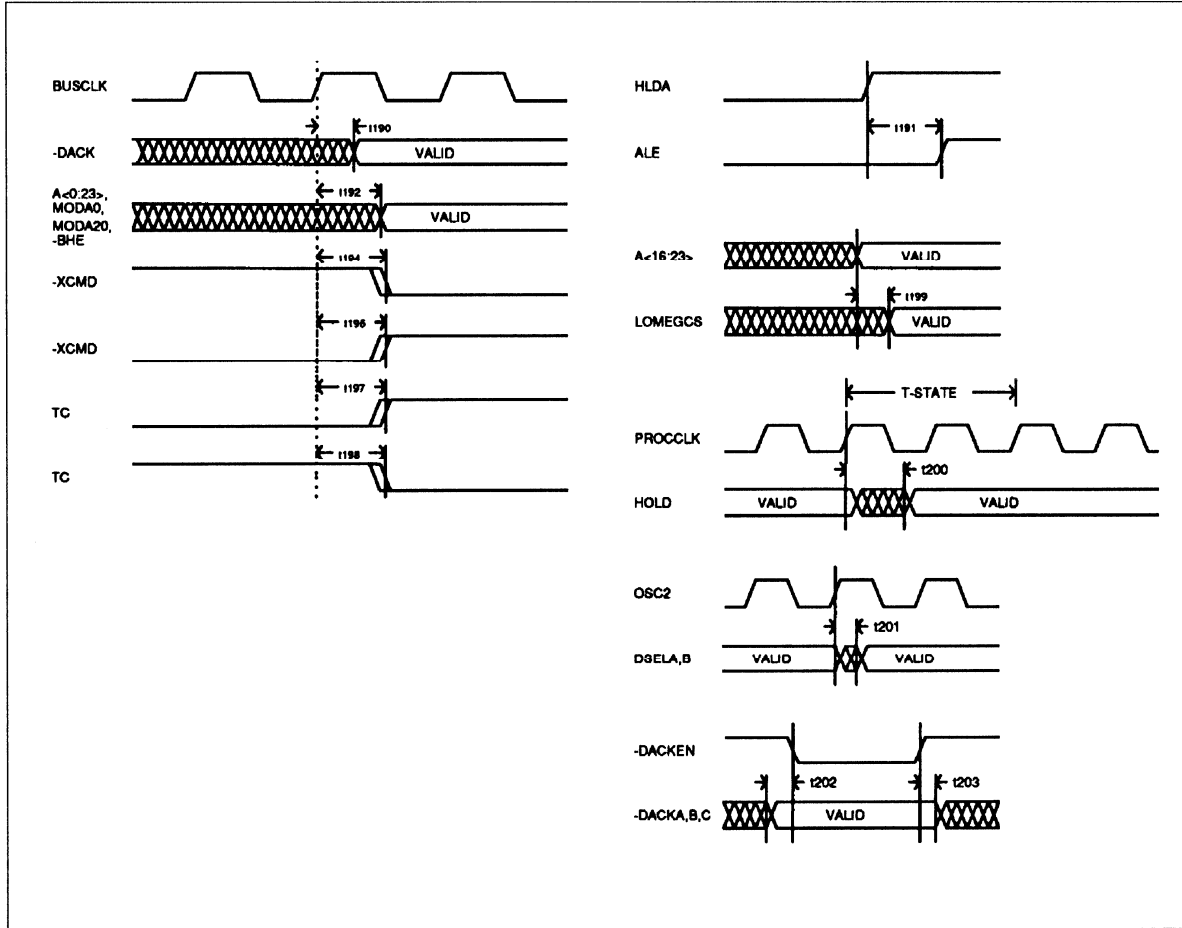 BUSCLK
t190
-DACK
VALID
A<0:23>,
MODA0,
MODA20,
-BHE
t192
VALID
t194
-XCMD
t196
-XCMD
t197
TC
t198
TC
HLDA
t191
ALE
A<16:23>
VALID
t199
LOMEGCS
VALID
T-STATE
PROCCLK
t200
HOLD
VALID
VALID
OSC2
t201
DSELA,B
VALID
VALID
-DACKEN
t202
t203
-DACKA,B,C
VALID